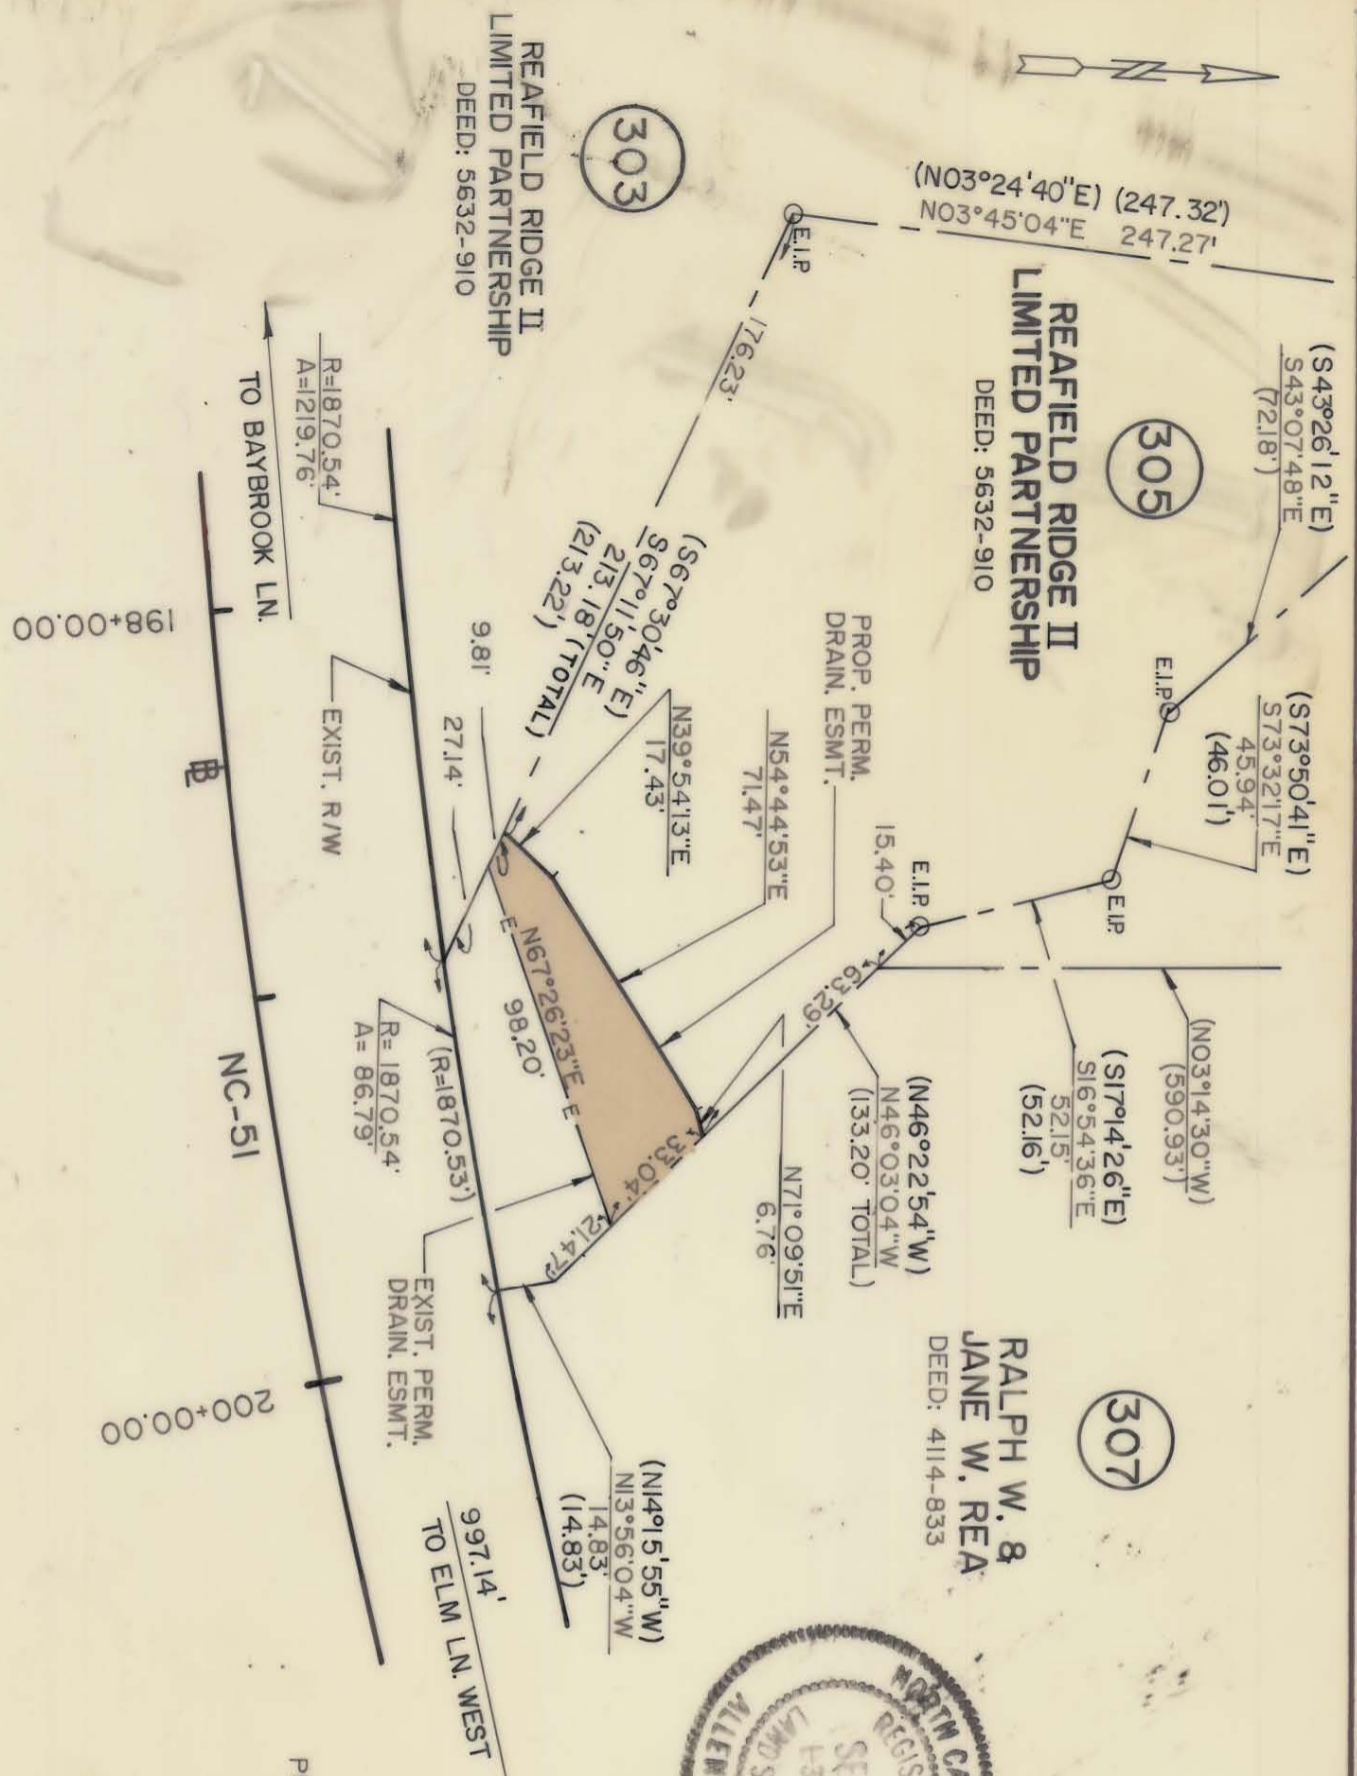 (N03°24'40"E) (247.32')
N03°45'04"E 247.27'
(S43°26'12"E)
S43°07'48"E
(72.18')
(S73°50'41"E)
S73°32'17"E
45.94'
(46.01')
(N03°14'30"W)
(590.93')
(S17°14'26"E)
S16°54'36"E
52.15'
(52.16')
305
REAFIELD RIDGE II
LIMITED PARTNERSHIP
DEED: 5632-910
307
RALPH W. &
JANE W. REA
DEED: 4114-833
303
REAFIELD RIDGE II
LIMITED PARTNERSHIP
DEED: 5632-910
E.I.P.
E.I.P.
E.I.P.
E.I.P.
176.23'
(S67°30'46"E)
S67°11'50"E
213.18' (TOTAL)
(213.22')
PROP. PERM.
DRAIN. ESMT.
N54°44'53"E
71.47'
N39°54'13"E
17.43'
15.40'
63.29'
(N46°22'54"W)
N46°03'04"W
(133.20' TOTAL)
N71°09'51"E
6.76'
33.04'
21.47'
9.81'
27.14'
E
N67°26'23"E
E
98.20'
(R=1870.53')
R= 1870.54'
A= 86.79'
R=1870.54'
A=1219.76'
TO BAYBROOK LN.
EXIST. R/W
198+00.00
NC-51
200+00.00
EXIST. PERM.
DRAIN. ESMT.
(N14°15'55"W)
N13°56'04"W
14.83'
(14.83')
997.14'
TO ELM LN. WEST
NORTH CA
REGIS
SE
LAND S
ALLEN
P